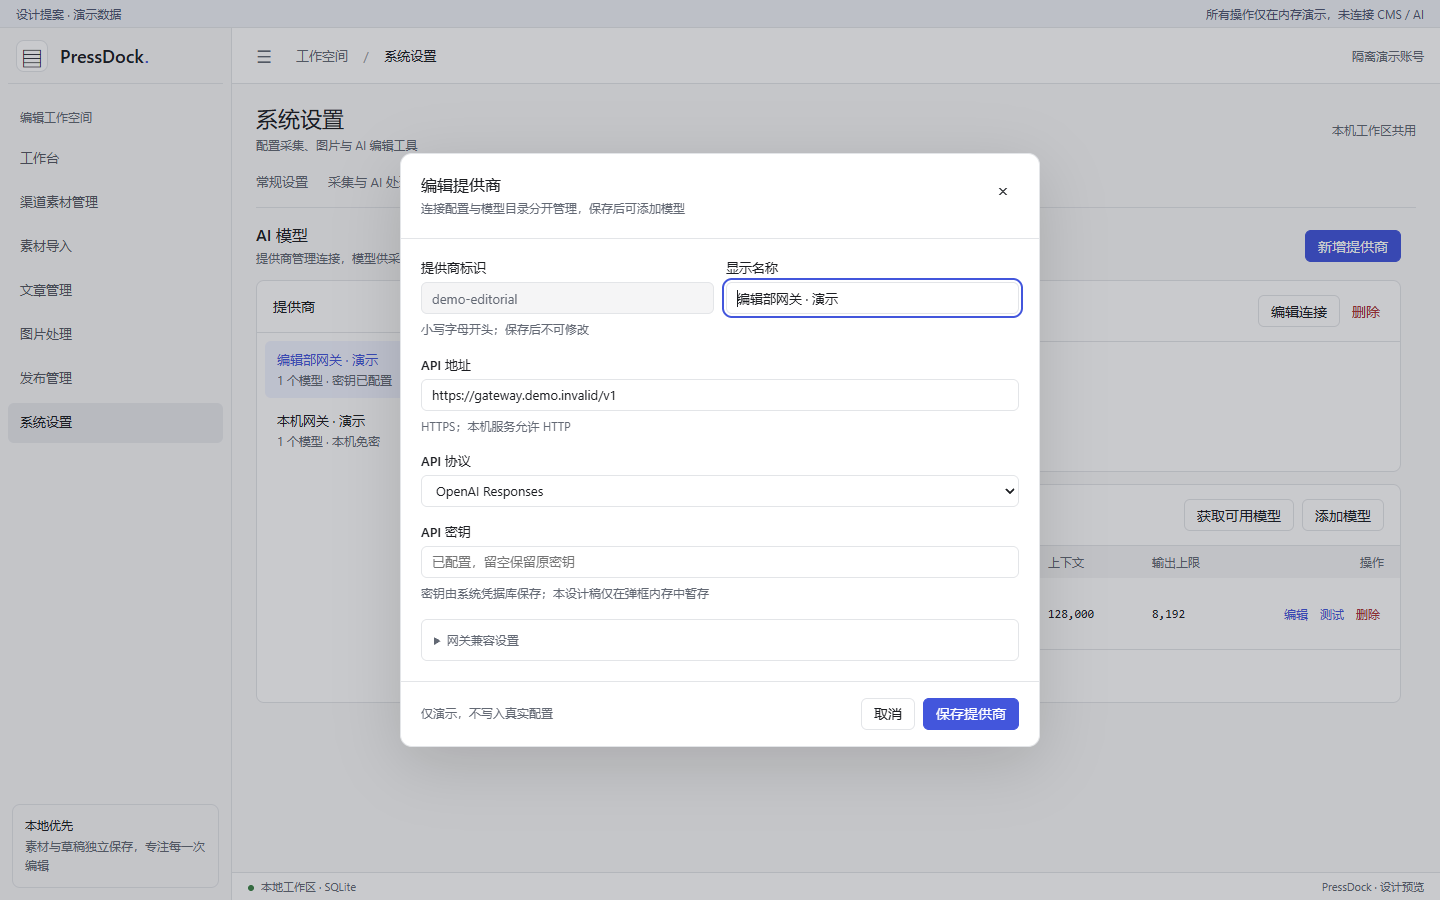 设计提案 · 演示数据
所有操作仅在内存演示，未连接 CMS / AI
PressDock.
工作空间 / 系统设置
隔离演示账号
编辑工作空间
工作台
渠道素材管理
素材导入
文章管理
图片处理
发布管理
系统设置
本地优先
素材与草稿独立保存，专注每一次
编辑
系统设置
配置采集、图片与 AI 编辑工具
本机工作区共用
常规设置
采集与 AI 处
AI 模型
提供商管理连接，模型供采
新增提供商
提供商
编辑连接
删除
编辑部网关 · 演示
1 个模型 · 密钥已配置
本机网关 · 演示
1 个模型 · 本机免密
获取可用模型
添加模型
上下文
输出上限
操作
128,000
8,192
编辑
测试
删除
编辑提供商
连接配置与模型目录分开管理，保存后可添加模型
×
提供商标识
显示名称
demo-editorial
编辑部网关 · 演示
小写字母开头；保存后不可修改
API 地址
https://gateway.demo.invalid/v1
HTTPS；本机服务允许 HTTP
API 协议
OpenAI Responses
API 密钥
已配置，留空保留原密钥
密钥由系统凭据库保存；本设计稿仅在弹框内存中暂存
网关兼容设置
仅演示，不写入真实配置
取消
保存提供商
本地工作区 · SQLite
PressDock · 设计预览